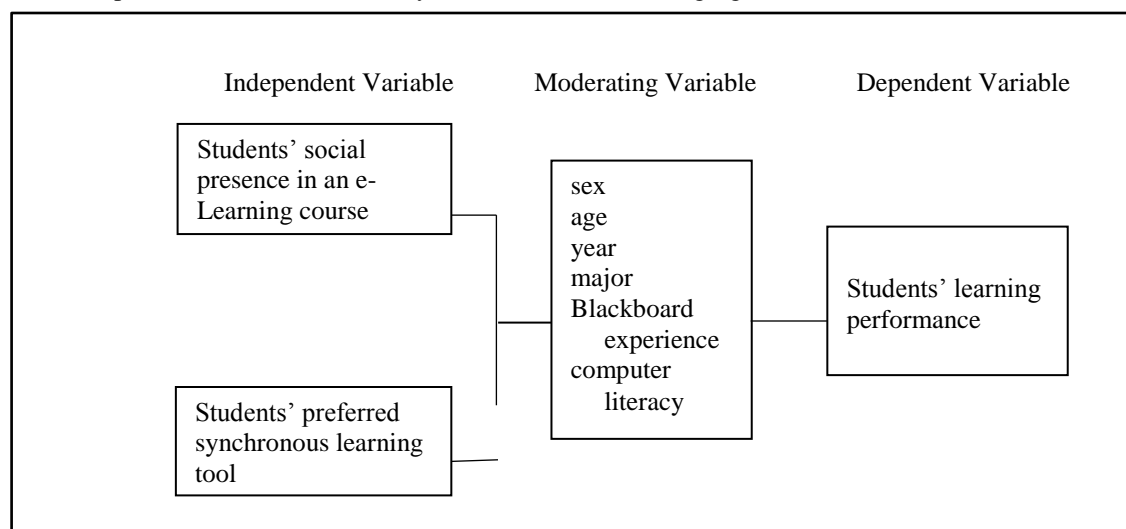 Independent Variable
Moderating Variable
Dependent Variable
Students’ social
presence in an e-
Learning course
Students’ preferred
synchronous learning
tool
sex
age
year
major
Blackboard
experience
computer
literacy
Students’ learning
performance